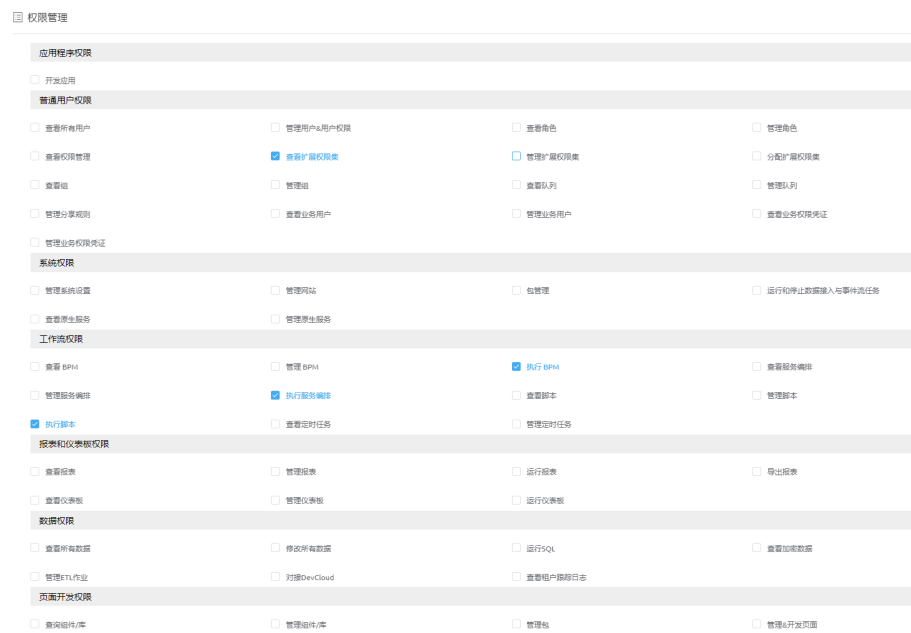 权限管理
应用程序权限
开发应用
普通用户权限
查看所有用户 管理用户&用户权限 查看角色 管理角色
查看权限管理 查看扩展权限集 管理扩展权限集 分配扩展权限集
查看组 管理组 查看队列 管理队列
管理分享规则 查看业务用户 管理业务用户 查看业务权限凭证
管理业务权限凭证
系统权限
管理系统设置 管理网站 包管理 运行和停止数据接入与事件流任务
查看原生服务 管理原生服务
工作流权限
查看 BPM 管理 BPM 执行 BPM 查看服务编排
管理服务编排 执行服务编排 查看脚本 管理脚本
执行脚本 查看定时任务 管理定时任务
报表和仪表板权限
查看报表 管理报表 运行报表 导出报表
查看仪表板 管理仪表板 运行仪表板
数据权限
查看所有数据 修改所有数据 运行SQL 查看加密数据
管理ETL作业 对接DevCloud 查看租户跟踪日志
页面开发权限
查询组件/库 管理组件/库 管理包 管理&开发页面